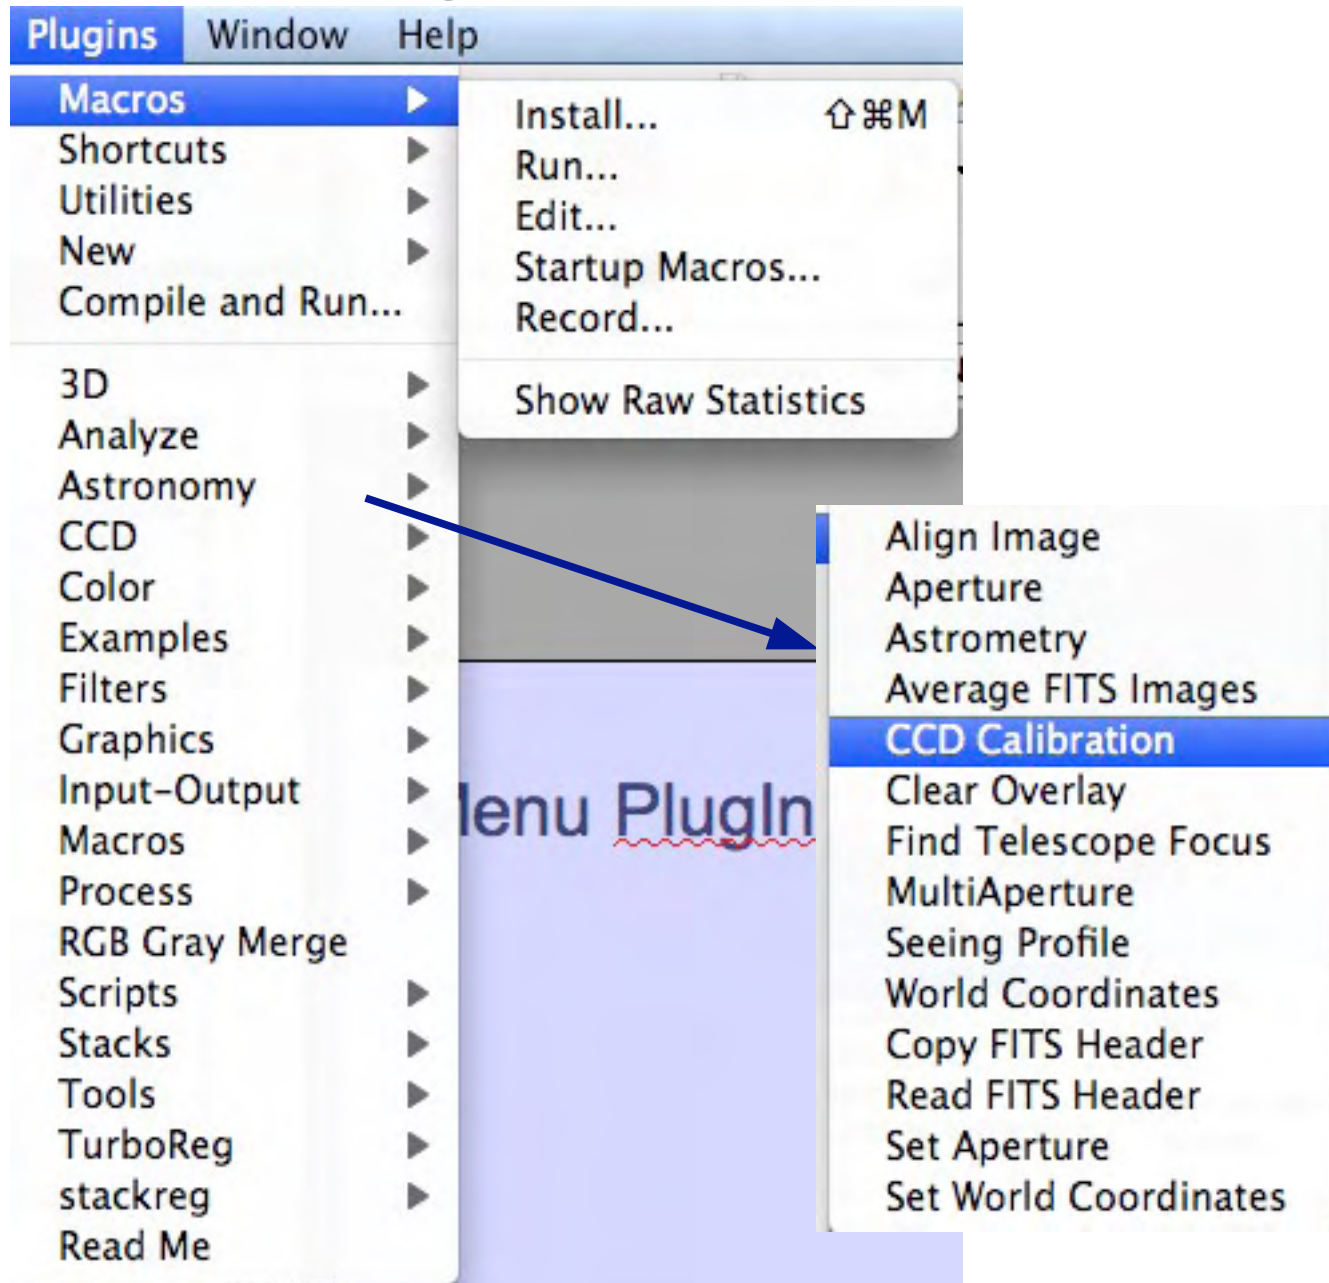 Plugins Window Help
Macros
Shortcuts
Utilities
New
Compile and Run...
3D
Analyze
Astronomy
CCD
Color
Examples
Filters
Graphics
Input-Output
Macros
Process
RGB Gray Merge
Scripts
Stacks
Tools
TurboReg
stackreg
Read Me
Install... ⇧⌘M
Run...
Edit...
Startup Macros...
Record...
Show Raw Statistics
enu PlugIn
Align Image
Aperture
Astrometry
Average FITS Images
CCD Calibration
Clear Overlay
Find Telescope Focus
MultiAperture
Seeing Profile
World Coordinates
Copy FITS Header
Read FITS Header
Set Aperture
Set World Coordinates